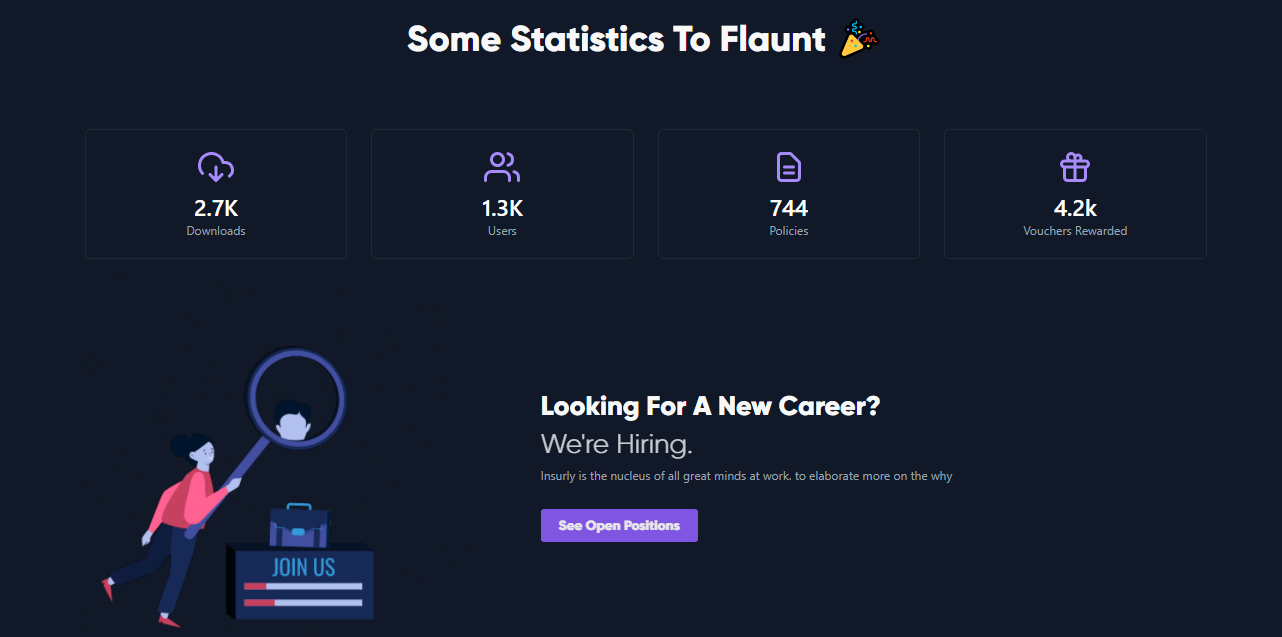 Some Statistics To Flaunt 🎉
2.7K
Downloads
1.3K
Users
744
Policies
4.2k
Vouchers Rewarded
Looking For A New Career?
We're Hiring.
Insurly is the nucleus of all great minds at work. to elaborate more on the why
See Open Positions
JOIN US